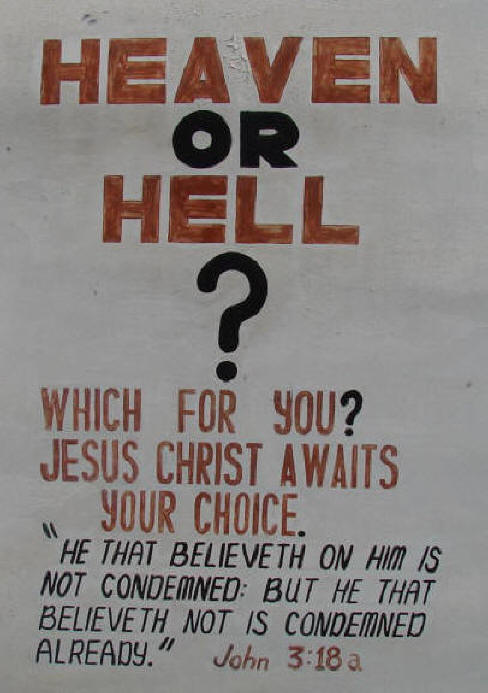 HEAVEN
OR
HELL
?
WHICH FOR YOU?
JESUS CHRIST AWAITS
YOUR CHOICE.
"HE THAT BELIEVETH ON HIM IS
NOT CONDEMNED: BUT HE THAT
BELIEVETH NOT IS CONDEMNED
ALREADY." John 3:18a